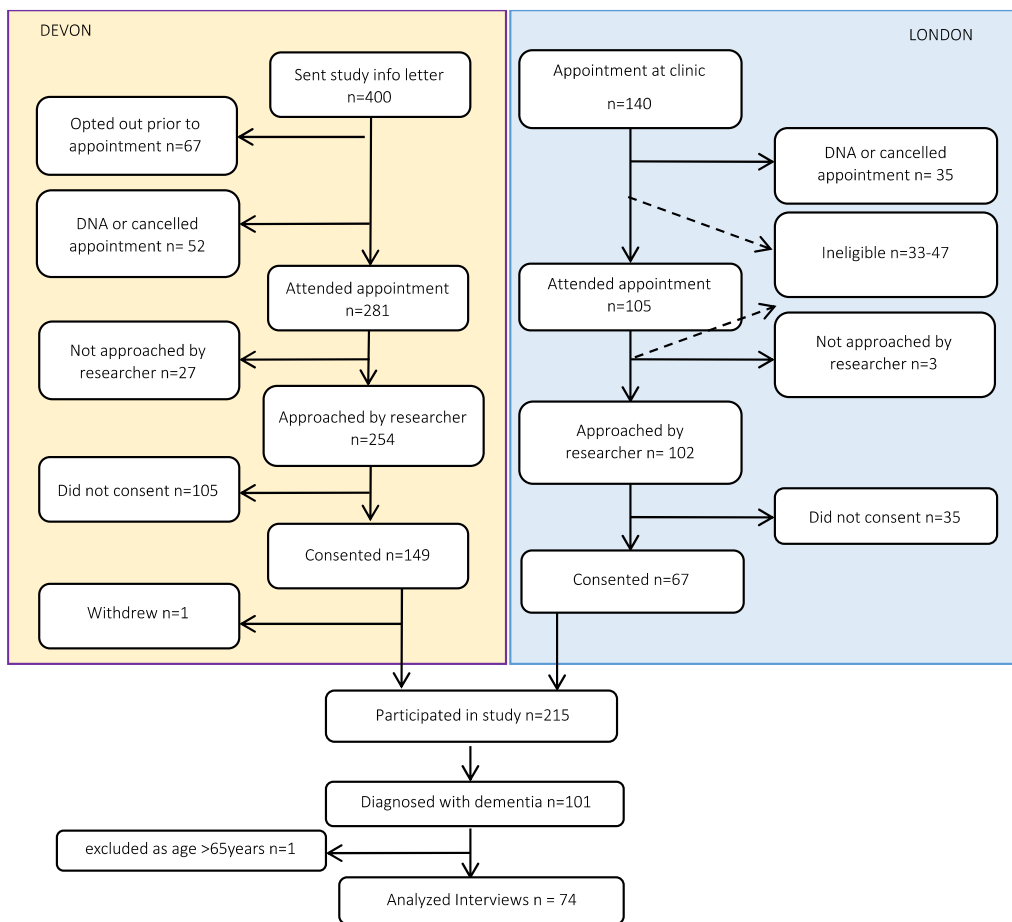 DEVON
Sent study info letter
n=400
Opted out prior to
appointment n=67
DNA or cancelled
appointment n= 52
Attended appointment
n=281
Not approached by
researcher n=27
Approached by researcher
n=254
Did not consent n=105
Consented n=149
Withdrew n=1
LONDON
Appointment at clinic
n=140
DNA or cancelled
appointment n= 35
Ineligible n=33-47
Attended appointment
n=105
Not approached by
researcher n=3
Approached by
researcher n= 102
Did not consent n=35
Consented n=67
Participated in study n=215
Diagnosed with dementia n=101
excluded as age >65years n=1
Analyzed Interviews n = 74